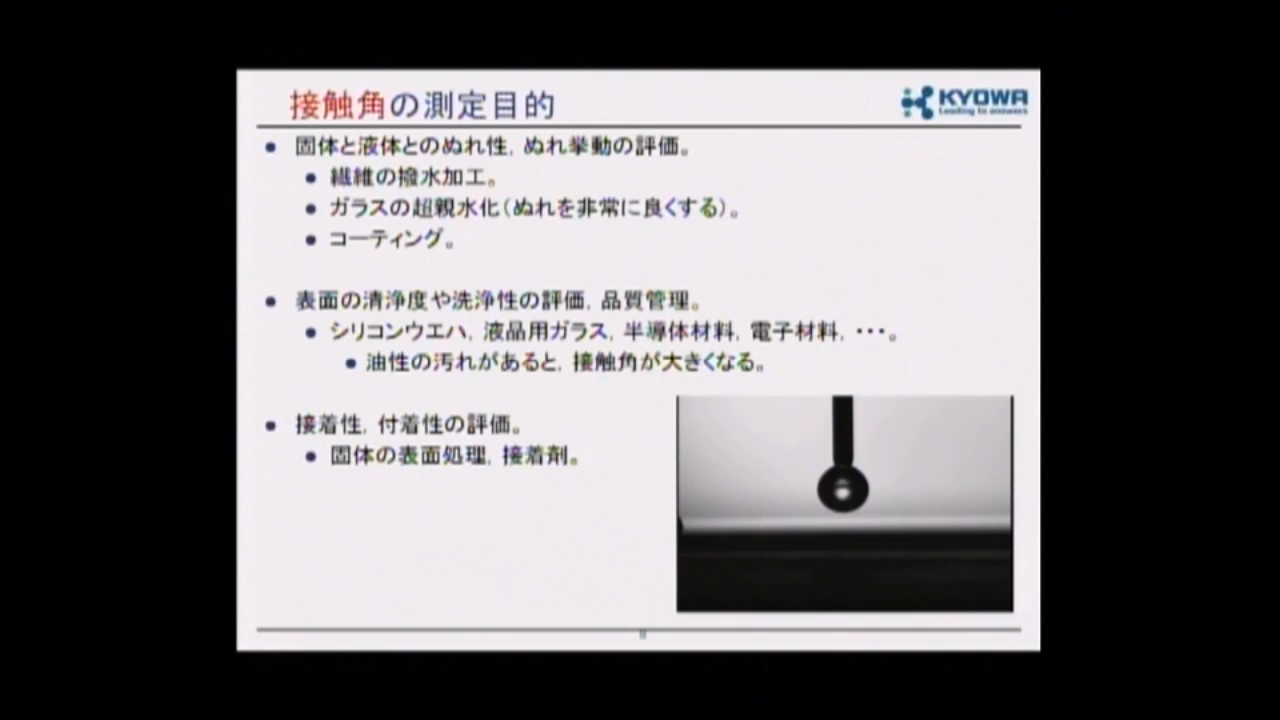 接触角の測定目的
KYOWA
Leading to answers
● 固体と液体とのぬれ性，ぬれ挙動の評価。
● 繊維の撥水加工。
● ガラスの超親水化（ぬれを非常に良くする）。
● コーティング。
● 表面の清浄度や洗浄性の評価，品質管理。
● シリコンウエハ，液晶用ガラス，半導体材料，電子材料，・・・。
● 油性の汚れがあると，接触角が大きくなる。
● 接着性，付着性の評価。
● 固体の表面処理，接着剤。